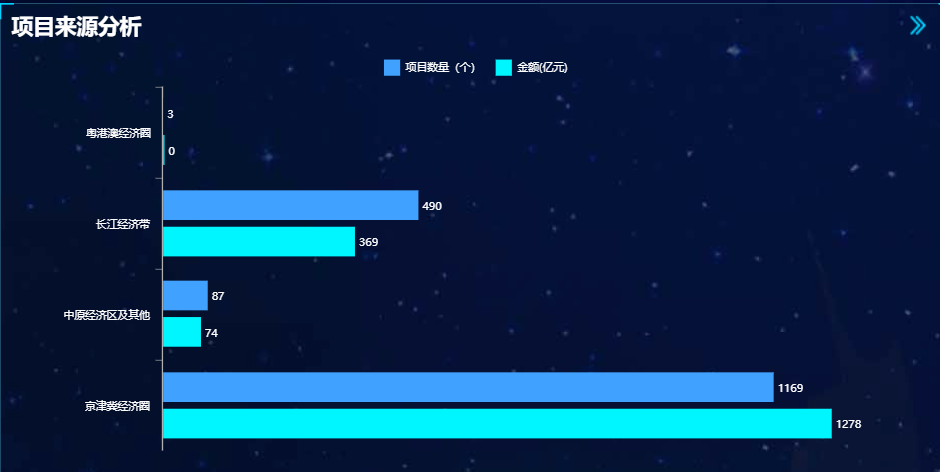 项目来源分析
项目数量（个） 金额(亿元)
粤港澳经济圈
3
0
长江经济带
490
369
中原经济区及其他
87
74
京津冀经济圈
1169
1278